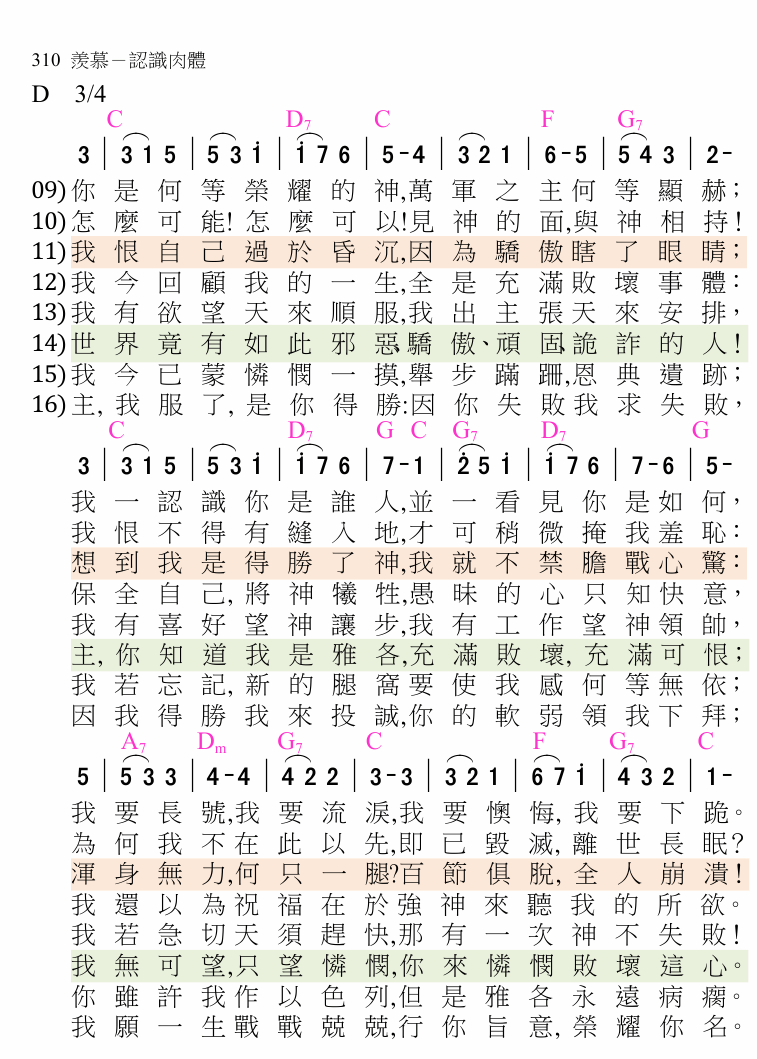 310 羨慕－認識肉體
D 3/4
C D7 C F G7
3 | 3 1 5 | 5 3 i | i 7 6 | 5 - 4 | 3 2 1 | 6 - 5 | 5 4 3 | 2 -
09) 你是何等榮耀的神,萬軍之主何等顯赫；
10) 怎麼可能!怎麼可以!見神的面,與神相持!
11) 我恨自己過於昏沉,因為驕傲瞎了眼睛；
12) 我今回顧我的一生,全是充滿敗壞事體：
13) 我有欲望天來順服,我出主張天來安排，
14) 世界竟有如此邪惡、驕傲、頑固、詭詐的人!
15) 我今已蒙憐憫一摸,舉步蹣跚,恩典遺跡；
16) 主,我服了,是你得勝:因你失敗我求失敗，
C D7 G C G7 D7 G
3 | 3 1 5 | 5 3 i | i 7 6 | 7 - 1 | 2̇ 5 i | i 7 6 | 7 - 6 | 5 -
我一認識你是誰人,並一看見你是如何，
我恨不得有縫入地,才可稍微掩我羞恥：
想到我是得勝了神,我就不禁膽戰心驚：
保全自己,將神犧牲,愚昧的心只知快意，
我有喜好望神讓步,我有工作望神領帥，
主,你知道我是雅各,充滿敗壞,充滿可恨；
我若忘記,新的腿窩要使我感何等無依；
因我得勝我來投誠,你的軟弱領我下拜；
A7 Dm G7 C F G7 C
5 | 5 3 3 | 4 - 4 | 4 2 2 | 3 - 3 | 3 2 1 | 6 7 i | 4 3 2 | 1 -
我要長號,我要流淚,我要懊悔,我要下跪。
為何我不在此以先,即已毀滅,離世長眠?
渾身無力,何只一腿?百節俱脫,全人崩潰!
我還以為祝福在於強神來聽我的所欲。
我若急切天須趕快,那有一次神不失敗!
我無可望,只望憐憫,你來憐憫敗壞這心。
你雖許我作以色列,但是雅各永遠病瘸。
我願一生戰戰兢兢,行你旨意,榮耀你名。